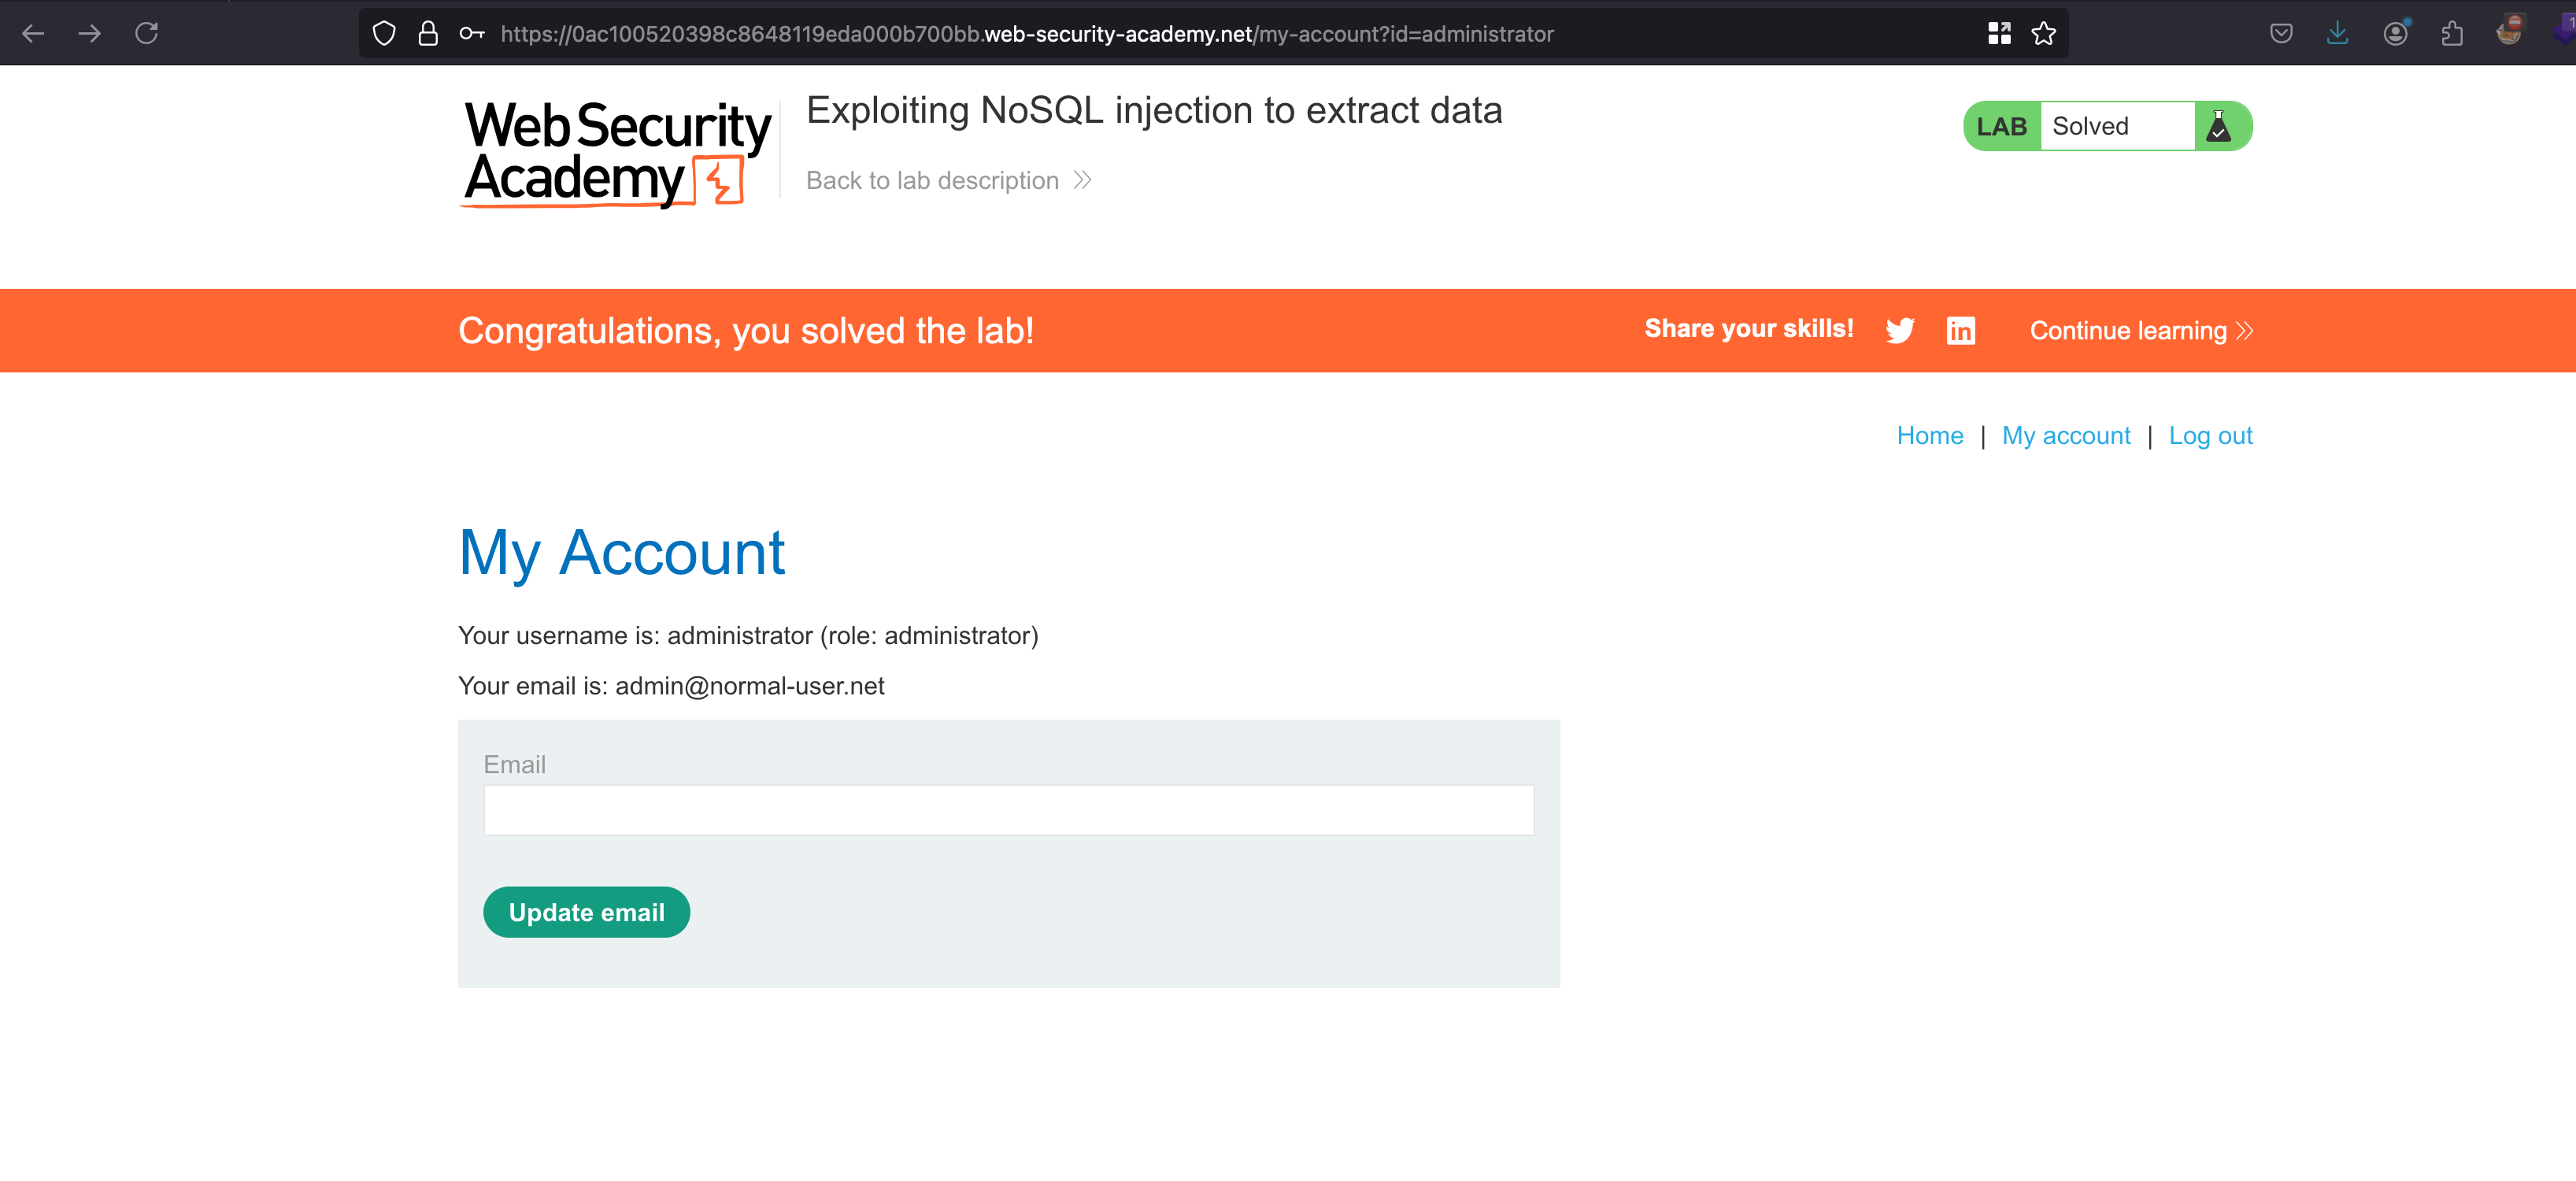 https://0ac100520398c8648119eda000b700bb.web-security-academy.net/my-account?id=administrator
1
Web Security
Academy
Exploiting NoSQL injection to extract data
Back to lab description
LAB
Solved
Congratulations, you solved the lab!
Share your skills!
in
Continue learning
Home | My account | Log out
My Account
Your username is: administrator (role: administrator)
Your email is: admin@normal-user.net
Email
Update email